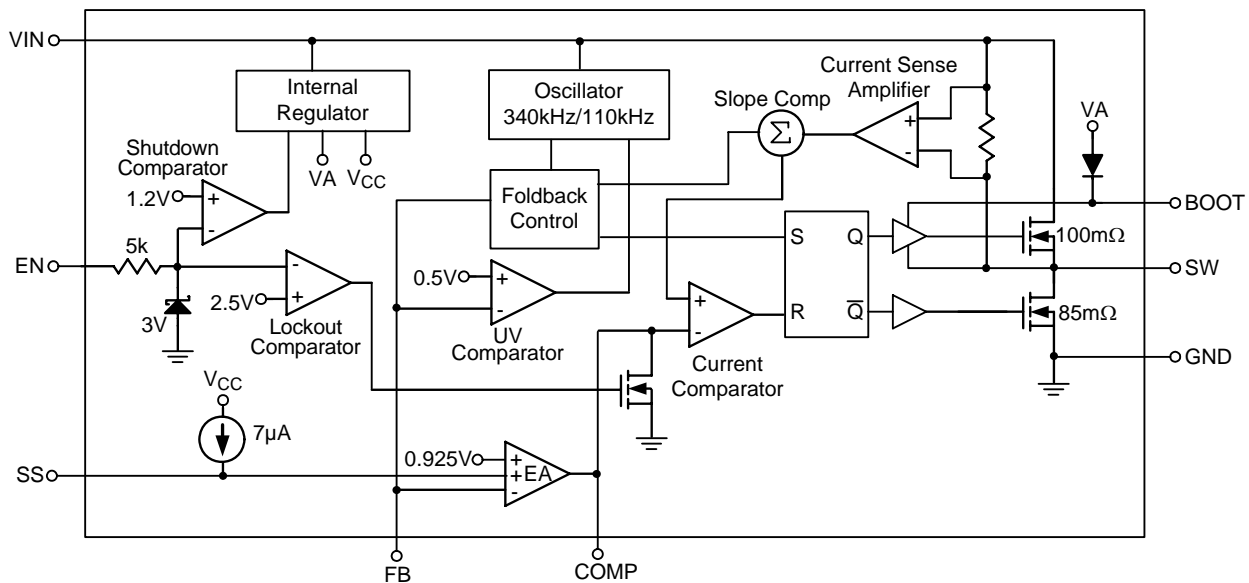 VIN
Internal
Regulator
Oscillator
340kHz/110kHz
Current Sense
Amplifier
Slope Comp
Σ
+
-
VA
Shutdown
Comparator
1.2V
+
-
VA
VCC
Foldback
Control
BOOT
S
Q
100mΩ
EN
5k
-
+
2.5V
Lockout
Comparator
3V
0.5V
+
-
UV
Comparator
+
-
Current
Comparator
R
Q
SW
85mΩ
GND
VCC
7µA
SS
0.925V
+
+
-
EA
FB
COMP